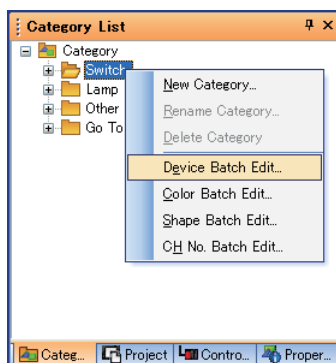 Category List
Category
Switch
Lamp
Other
Go To
New Category...
Rename Category...
Delete Category
Device Batch Edit...
Color Batch Edit...
Shape Batch Edit...
CH No. Batch Edit...
Categ... Project Contro... Proper...